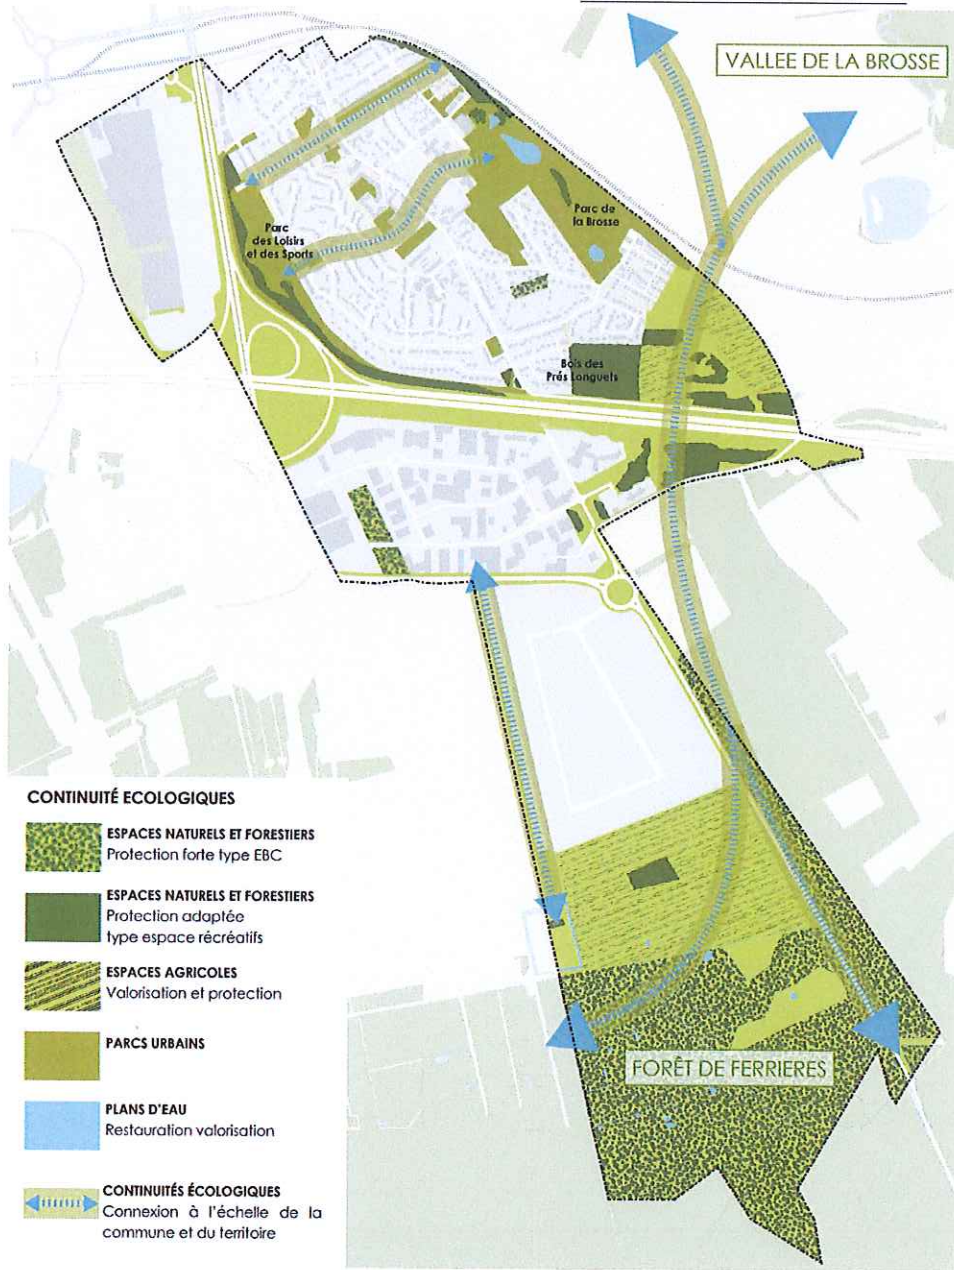 VALLEE DE LA BROSSE
Parc
des Loisirs
et des Sports
Parc de
la Brosse
Bois des
Prés Longuets
CONTINUITÉ ECOLOGIQUES
ESPACES NATURELS ET FORESTIERS
Protection forte type EBC
ESPACES NATURELS ET FORESTIERS
Protection adaptée
type espace récréatifs
ESPACES AGRICOLES
Valorisation et protection
PARCS URBAINS
PLANS D'EAU
Restauration valorisation
CONTINUITÉS ÉCOLOGIQUES
Connexion à l'échelle de la
commune et du territoire
FORÊT DE FERRIERES